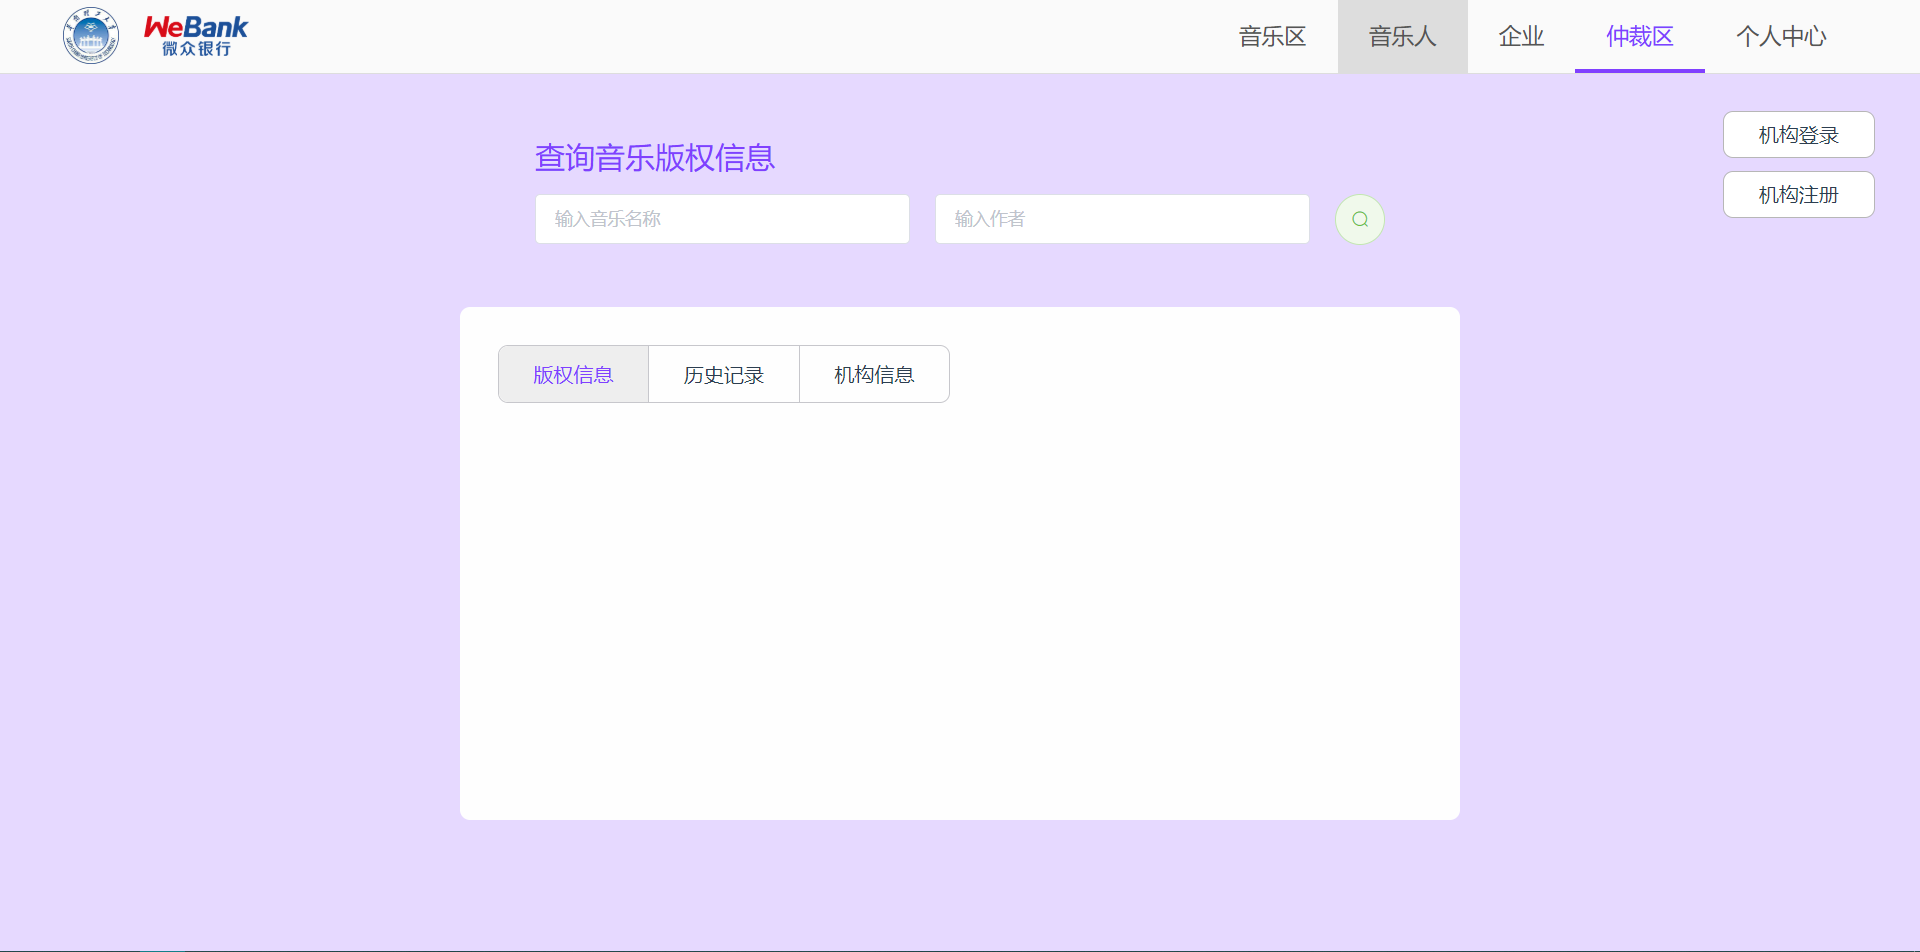 WeBank
微众银行
音乐区
音乐人
企业
仲裁区
个人中心
机构登录
机构注册
查询音乐版权信息
输入音乐名称
输入作者
版权信息
历史记录
机构信息